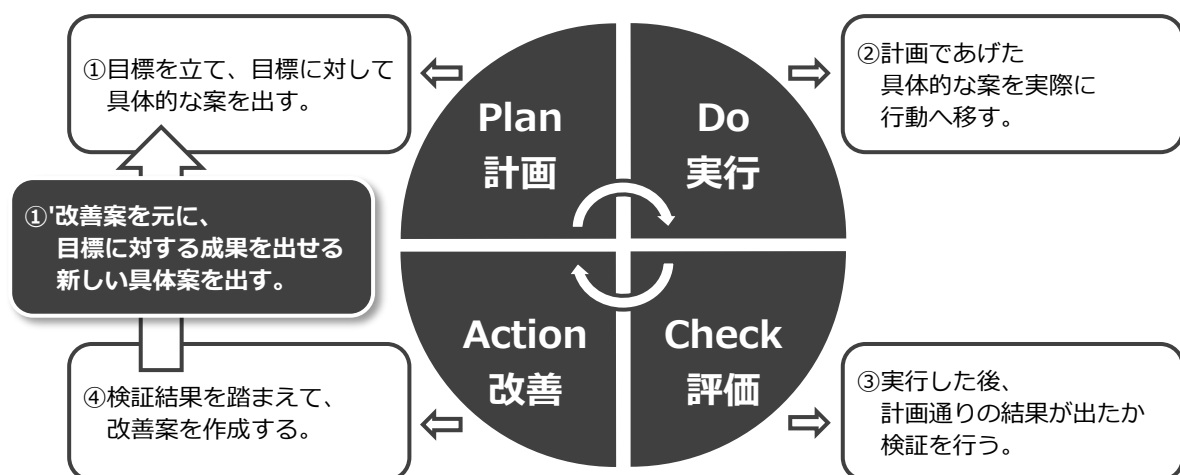 ①目標を立て、目標に対して
具体的な案を出す。
Plan
計画
Do
実行
②計画であげた
具体的な案を実際に
行動へ移す。
①'改善案を元に、
目標に対する成果を出せる
新しい具体案を出す。
④検証結果を踏まえて、
改善案を作成する。
Action
改善
Check
評価
③実行した後、
計画通りの結果が出たか
検証を行う。